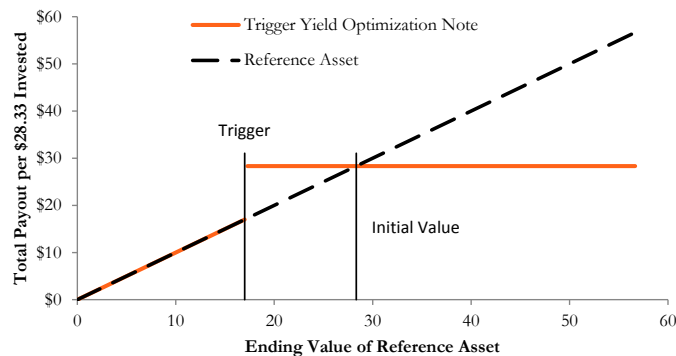 Total Payout per $28.33 Invested
$60
$50
$40
$30
$20
$10
$0
Trigger Yield Optimization Note
Reference Asset
Trigger
Initial Value
0
10
20
30
40
50
60
Ending Value of Reference Asset